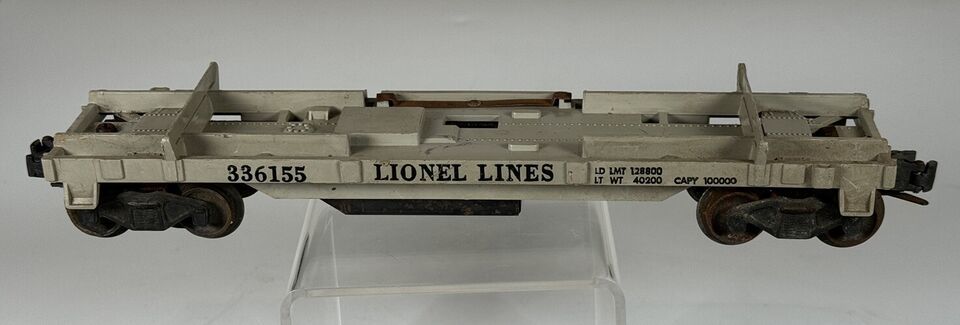 336155 LIONEL LINES LD LMT 128800
LT WT 40200 CAPY 100000